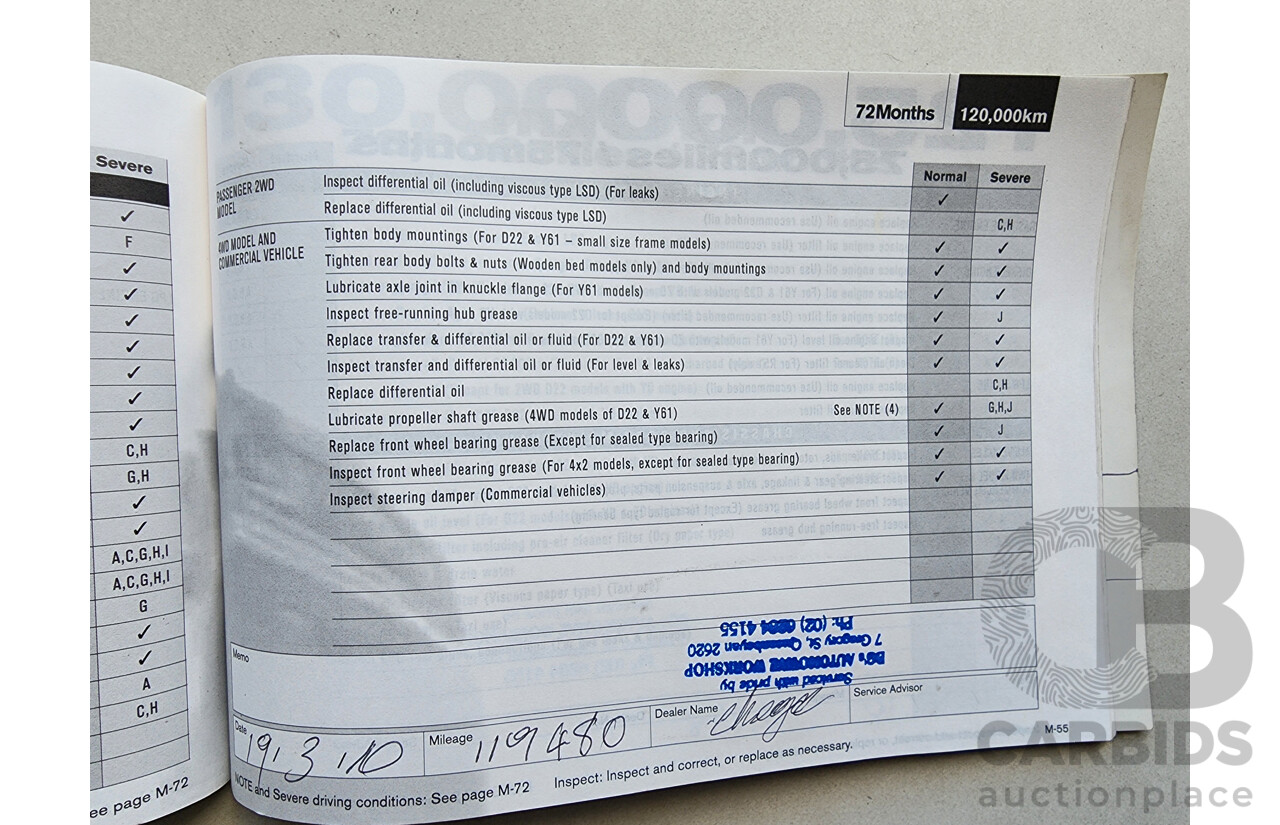 Severe
✓
F
✓
✓
✓
✓
✓
✓
✓
C,H
G,H
✓
✓
A,C,G,H,I
A,C,G,H,I
G
✓
✓
A
C,H
ee page M-72
72Months
120,000km
Normal Severe
PASSENGER 2WD MODEL
Inspect differential oil (including viscous type LSD) (For leaks) ✓
Replace differential oil (including viscous type LSD) C,H
4WD MODEL AND COMMERCIAL VEHICLE
Tighten body mountings (For D22 & Y61 – small size frame models) ✓ ✓
Tighten rear body bolts & nuts (Wooden bed models only) and body mountings ✓ ✓
Lubricate axle joint in knuckle flange (For Y61 models) ✓ ✓
Inspect free-running hub grease ✓ J
Replace transfer & differential oil or fluid (For D22 & Y61) ✓ ✓
Inspect transfer and differential oil or fluid (For level & leaks) ✓ ✓
Replace differential oil C,H
Lubricate propeller shaft grease (4WD models of D22 & Y61) See NOTE (4) ✓ G,H,J
Replace front wheel bearing grease (Except for sealed type bearing) ✓ J
Inspect front wheel bearing grease (For 4x2 models, except for sealed type bearing) ✓ ✓
Inspect steering damper (Commercial vehicles) ✓ ✓
Memo
Serviced with pride by
BG's AUTOMOTIVE WORKSHOP
7 Gregory St, Queanbeyan 2620
Ph: (02) 6284 4155
Date 19/3/10
Mileage 119480
Dealer Name
Service Advisor
NOTE and Severe driving conditions: See page M-72
Inspect: Inspect and correct, or replace as necessary.
M-55
CARBIDS
auctionplace